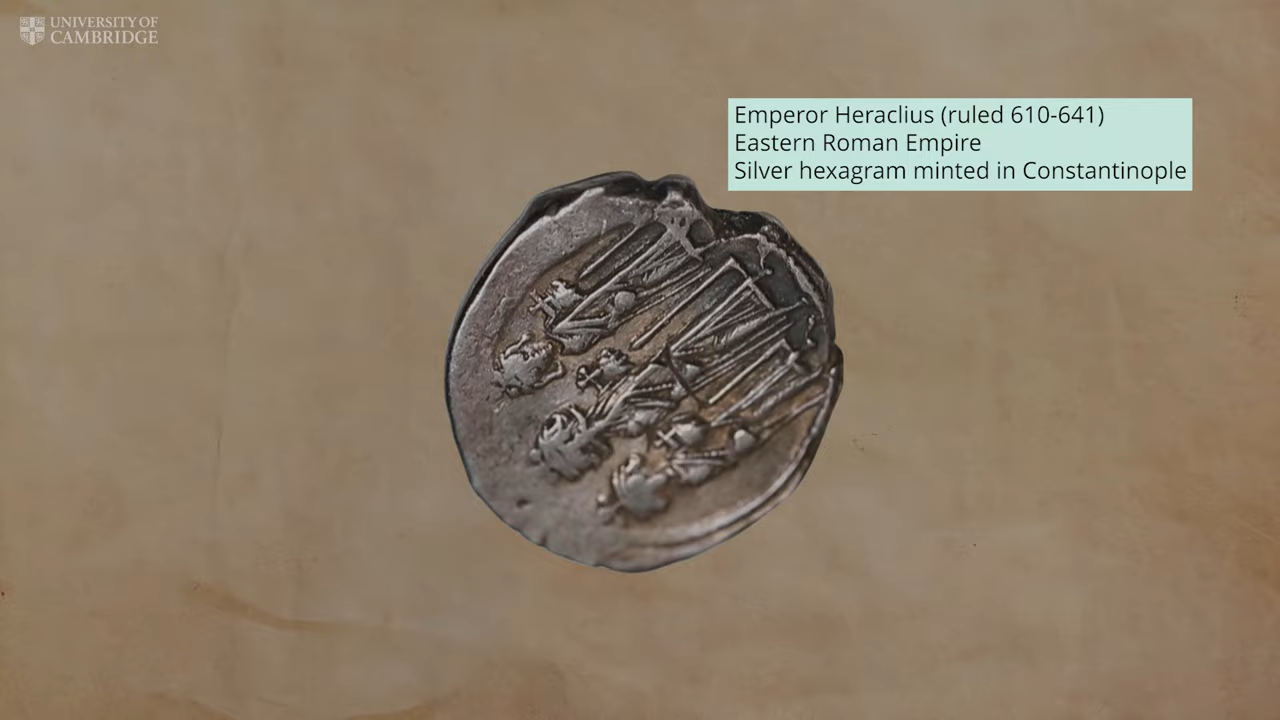 UNIVERSITY OF
CAMBRIDGE
Emperor Heraclius (ruled 610-641)
Eastern Roman Empire
Silver hexagram minted in Constantinople